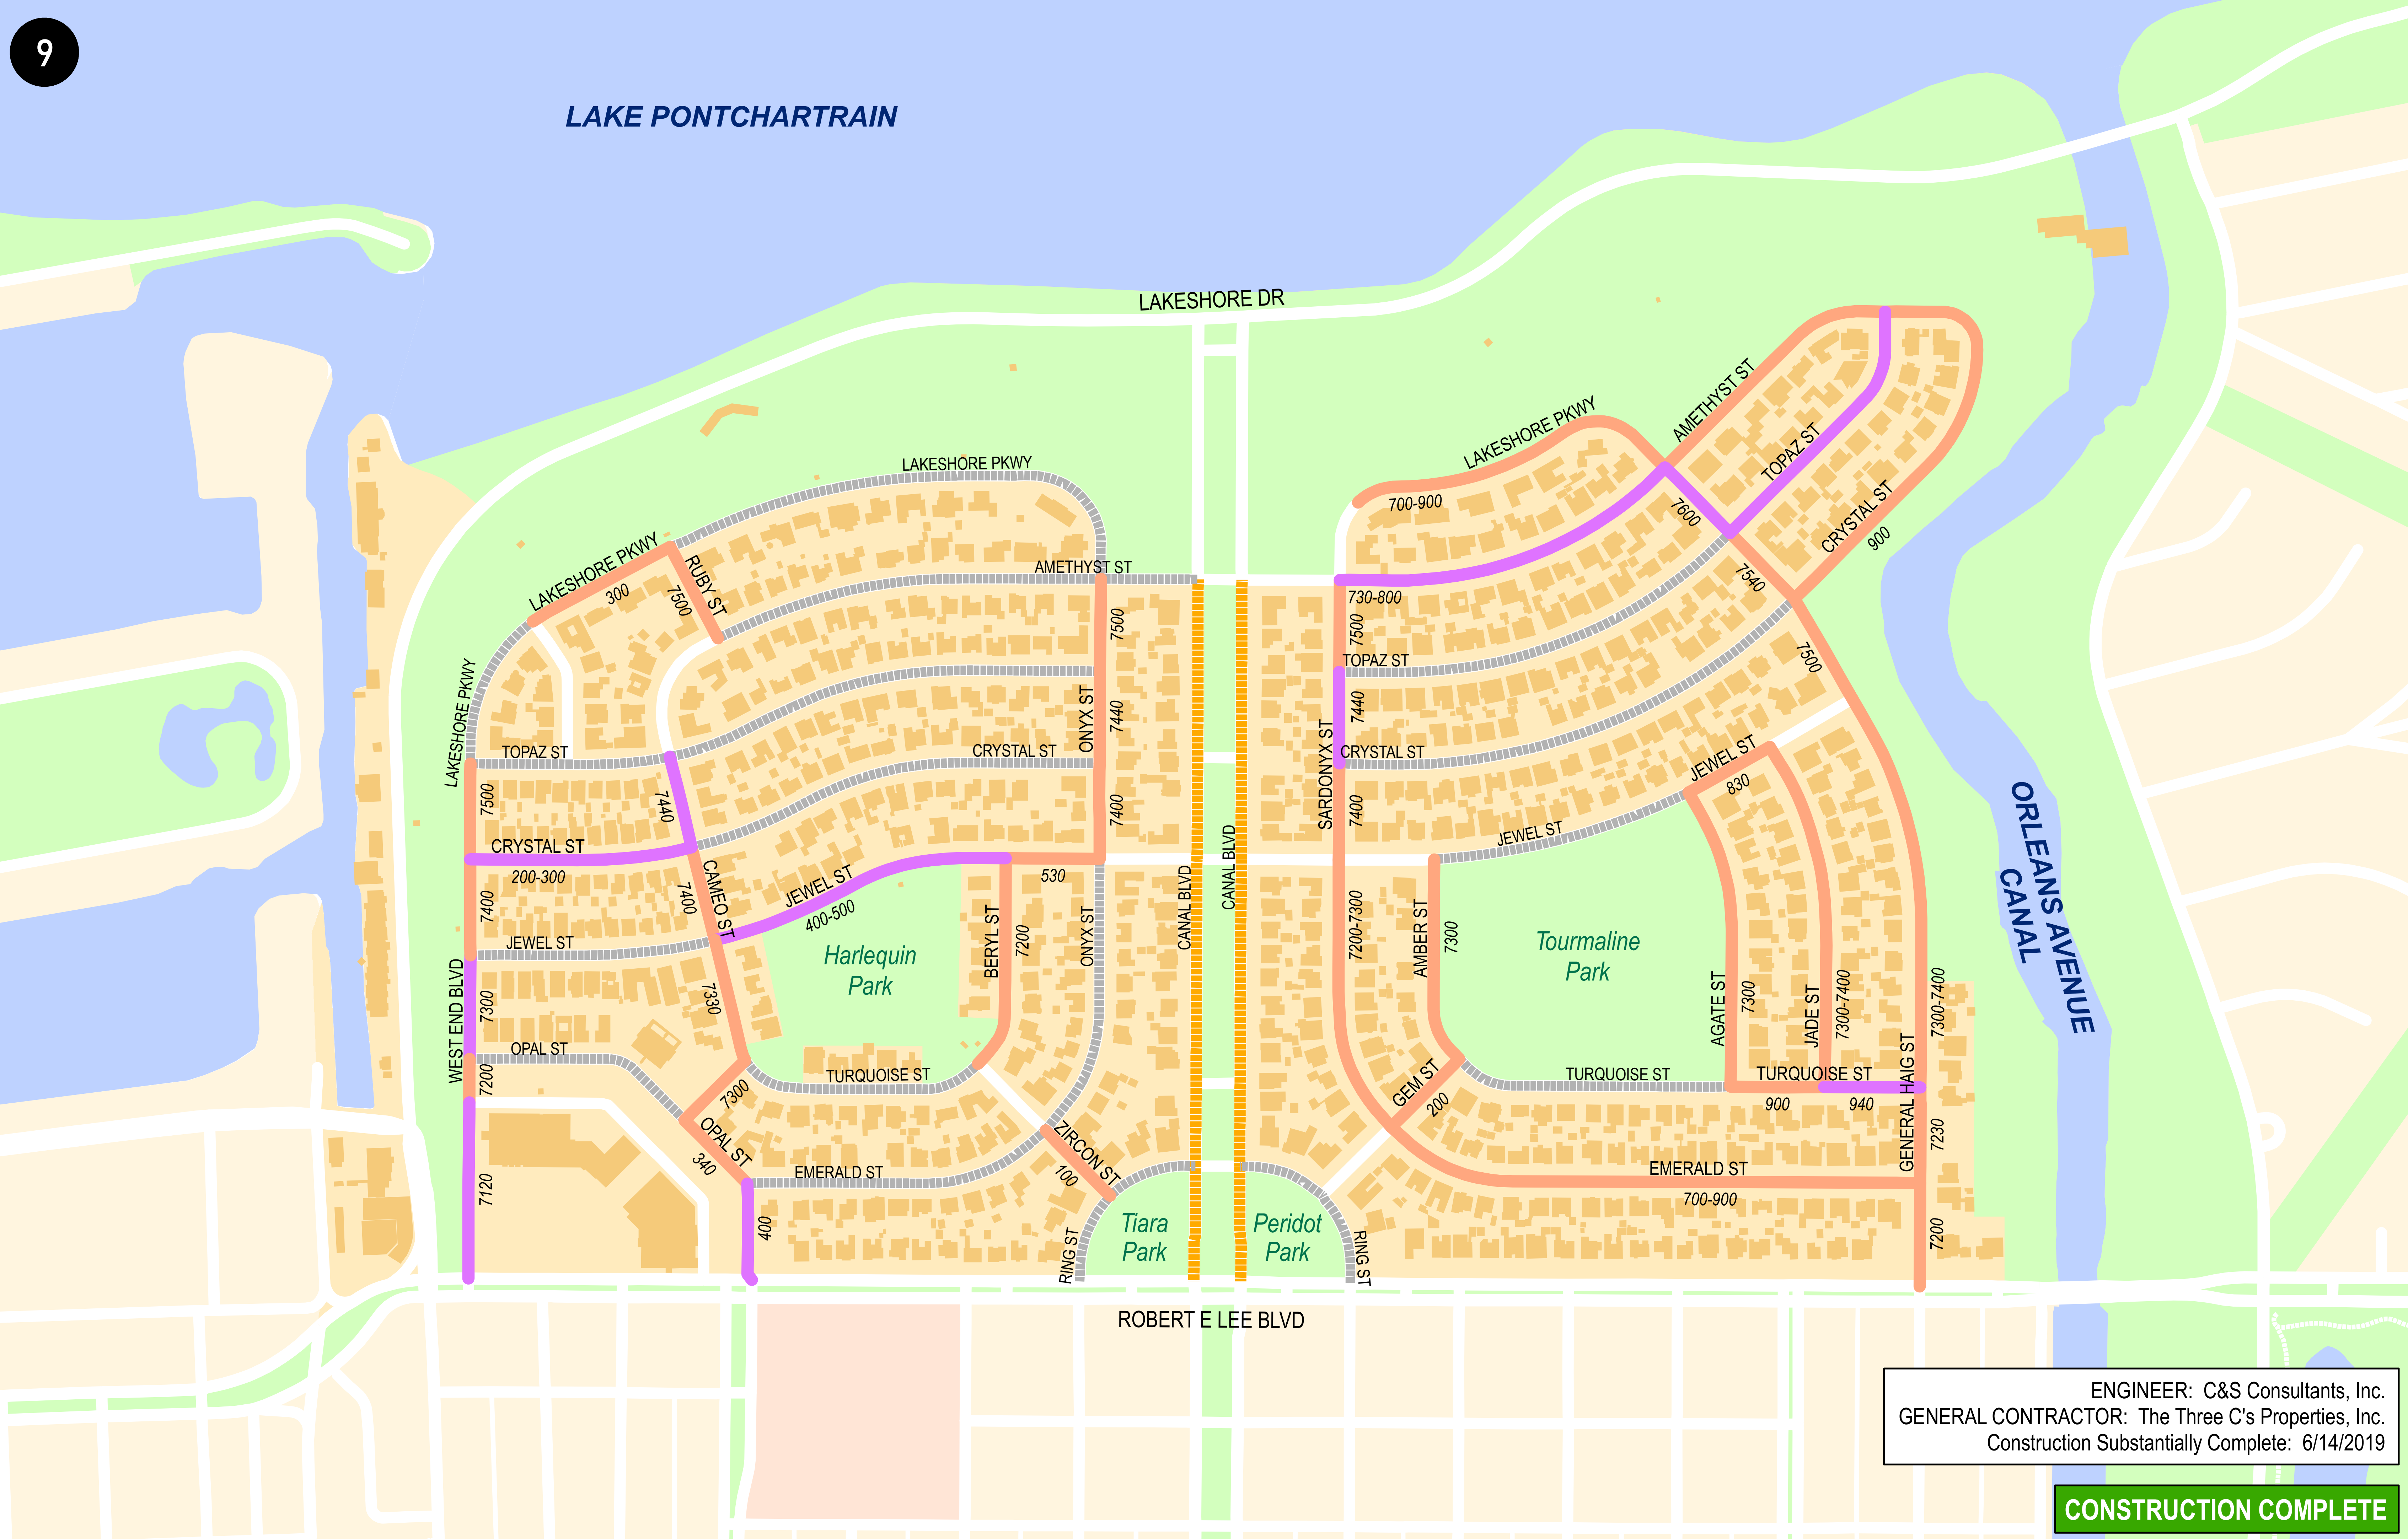 9
LAKE PONTCHARTRAIN
LAKESHORE DR
AMETHYST ST
LAKESHORE PKWY
700-900
TOPAZ ST
7600
CRYSTAL ST
900
LAKESHORE PKWY
LAKESHORE PKWY
300
RUBY ST
7500
AMETHYST ST
730-800
7540
7500
7500
7500
TOPAZ ST
LAKESHORE PKWY
TOPAZ ST
ONYX ST
7440
SARDONYX ST
7440
CRYSTAL ST
CRYSTAL ST
7500
7440
7400
7400
JEWEL ST
830
JEWEL ST
ORLEANS AVENUE
CANAL
CRYSTAL ST
200-300
CAMEO ST
7400
7400
JEWEL ST
400-500
530
CANAL BLVD
CANAL BLVD
JEWEL ST
Harlequin
Park
BERYL ST
7200
ONYX ST
7200-7300
AMBER ST
7300
Tourmaline
Park
AGATE ST
7300
JADE ST
7300-7400
GENERAL HAIG ST
7300-7400
WEST END BLVD
7300
7330
OPAL ST
7200
TURQUOISE ST
TURQUOISE ST
TURQUOISE ST
7300
GEM ST
200
900
940
7230
OPAL ST
340
ZIRCON ST
100
EMERALD ST
EMERALD ST
700-900
7120
400
7200
RING ST
Tiara
Park
Peridot
Park
RING ST
ROBERT E LEE BLVD
ENGINEER: C&S Consultants, Inc.
GENERAL CONTRACTOR: The Three C's Properties, Inc.
Construction Substantially Complete: 6/14/2019
CONSTRUCTION COMPLETE